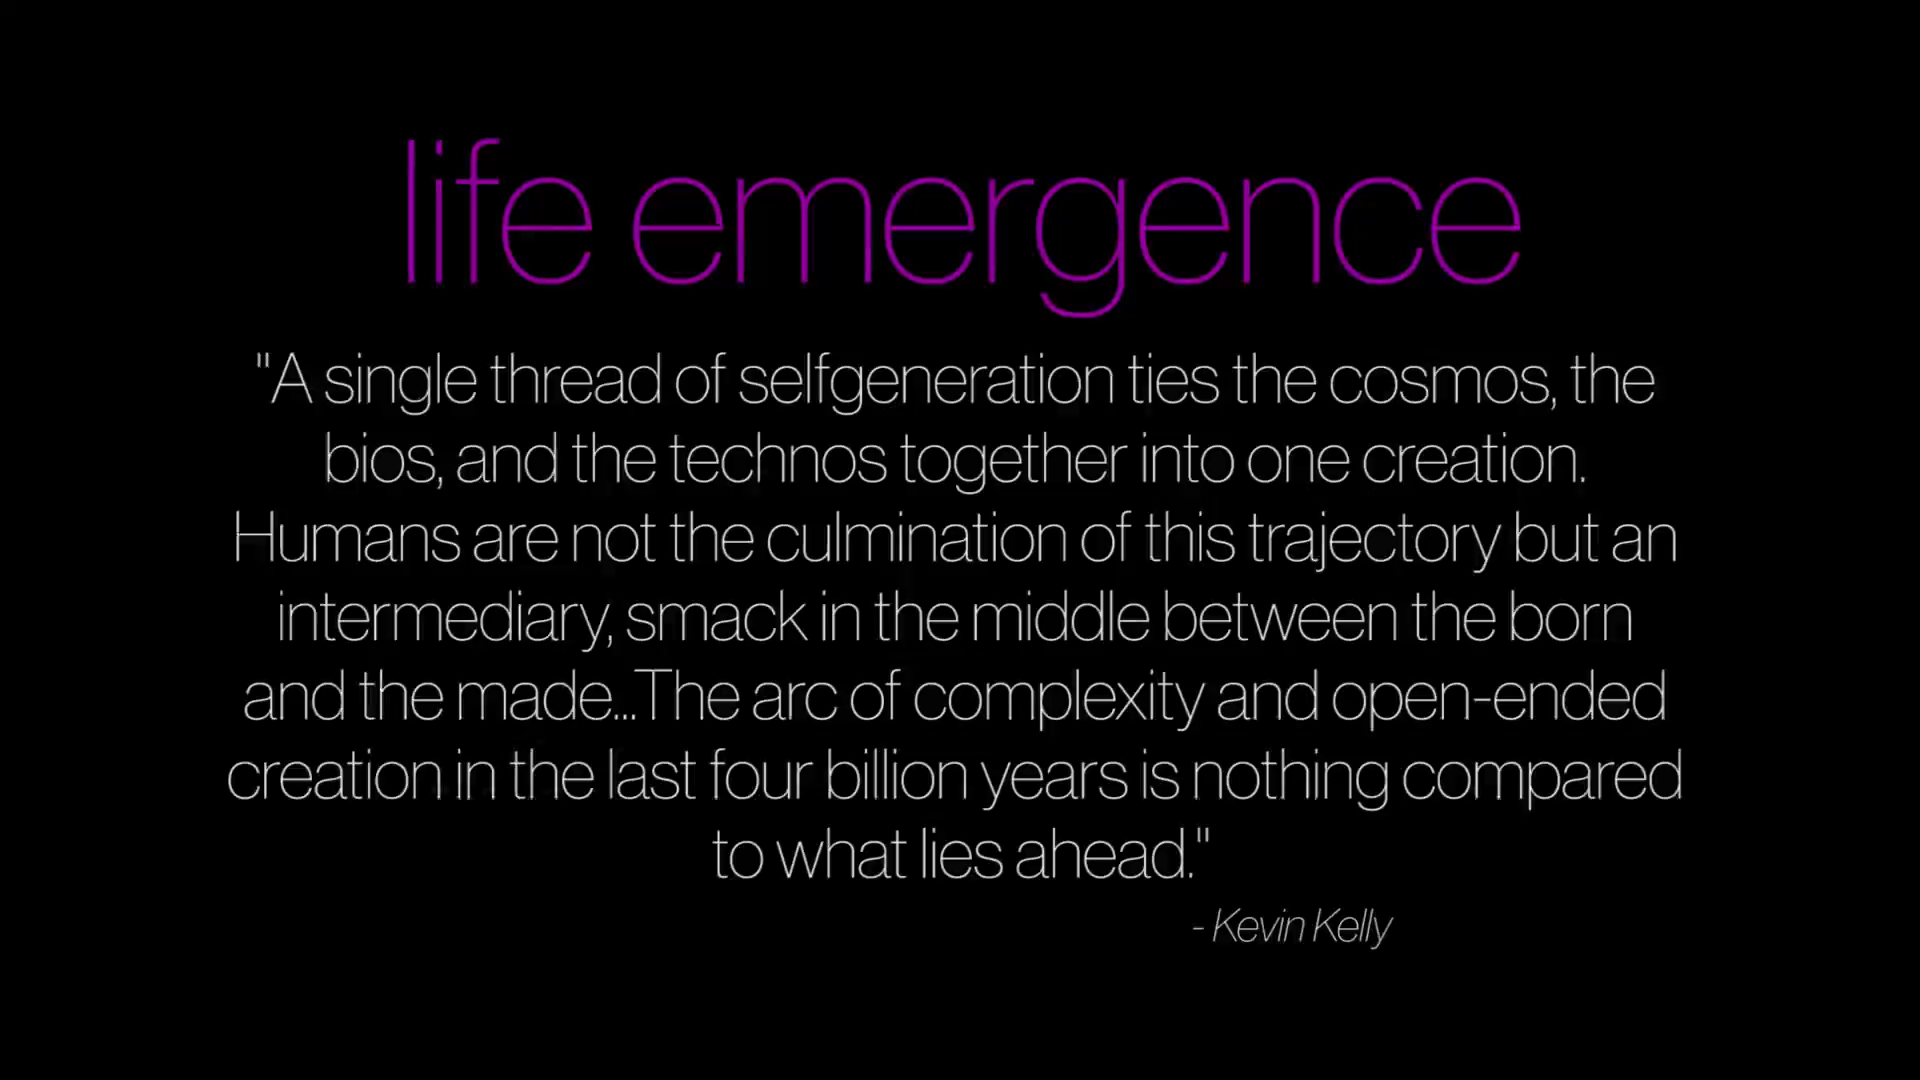 life emergence
"A single thread of selfgeneration ties the cosmos, the
bios, and the technos together into one creation.
Humans are not the culmination of this trajectory but an
intermediary, smack in the middle between the born
and the made...The arc of complexity and open-ended
creation in the last four billion years is nothing compared
to what lies ahead."
- Kevin Kelly